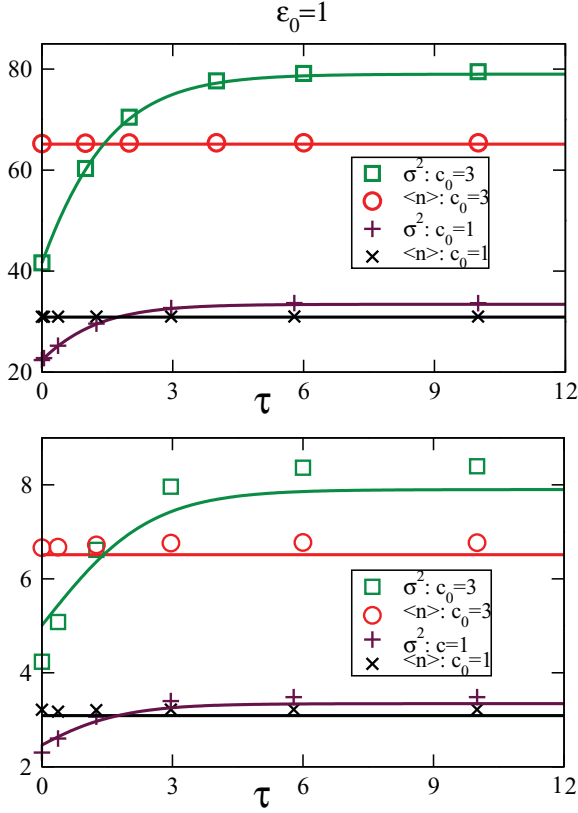 ε₀=1
80
60
40
20
σ²: c₀=3
<n>: c₀=3
σ²: c₀=1
<n>: c₀=1
0 3 6 9 12
τ
8
6
4
2
σ²: c₀=3
<n>: c₀=3
σ²: c=1
<n>: c₀=1
0 3 6 9 12
τ